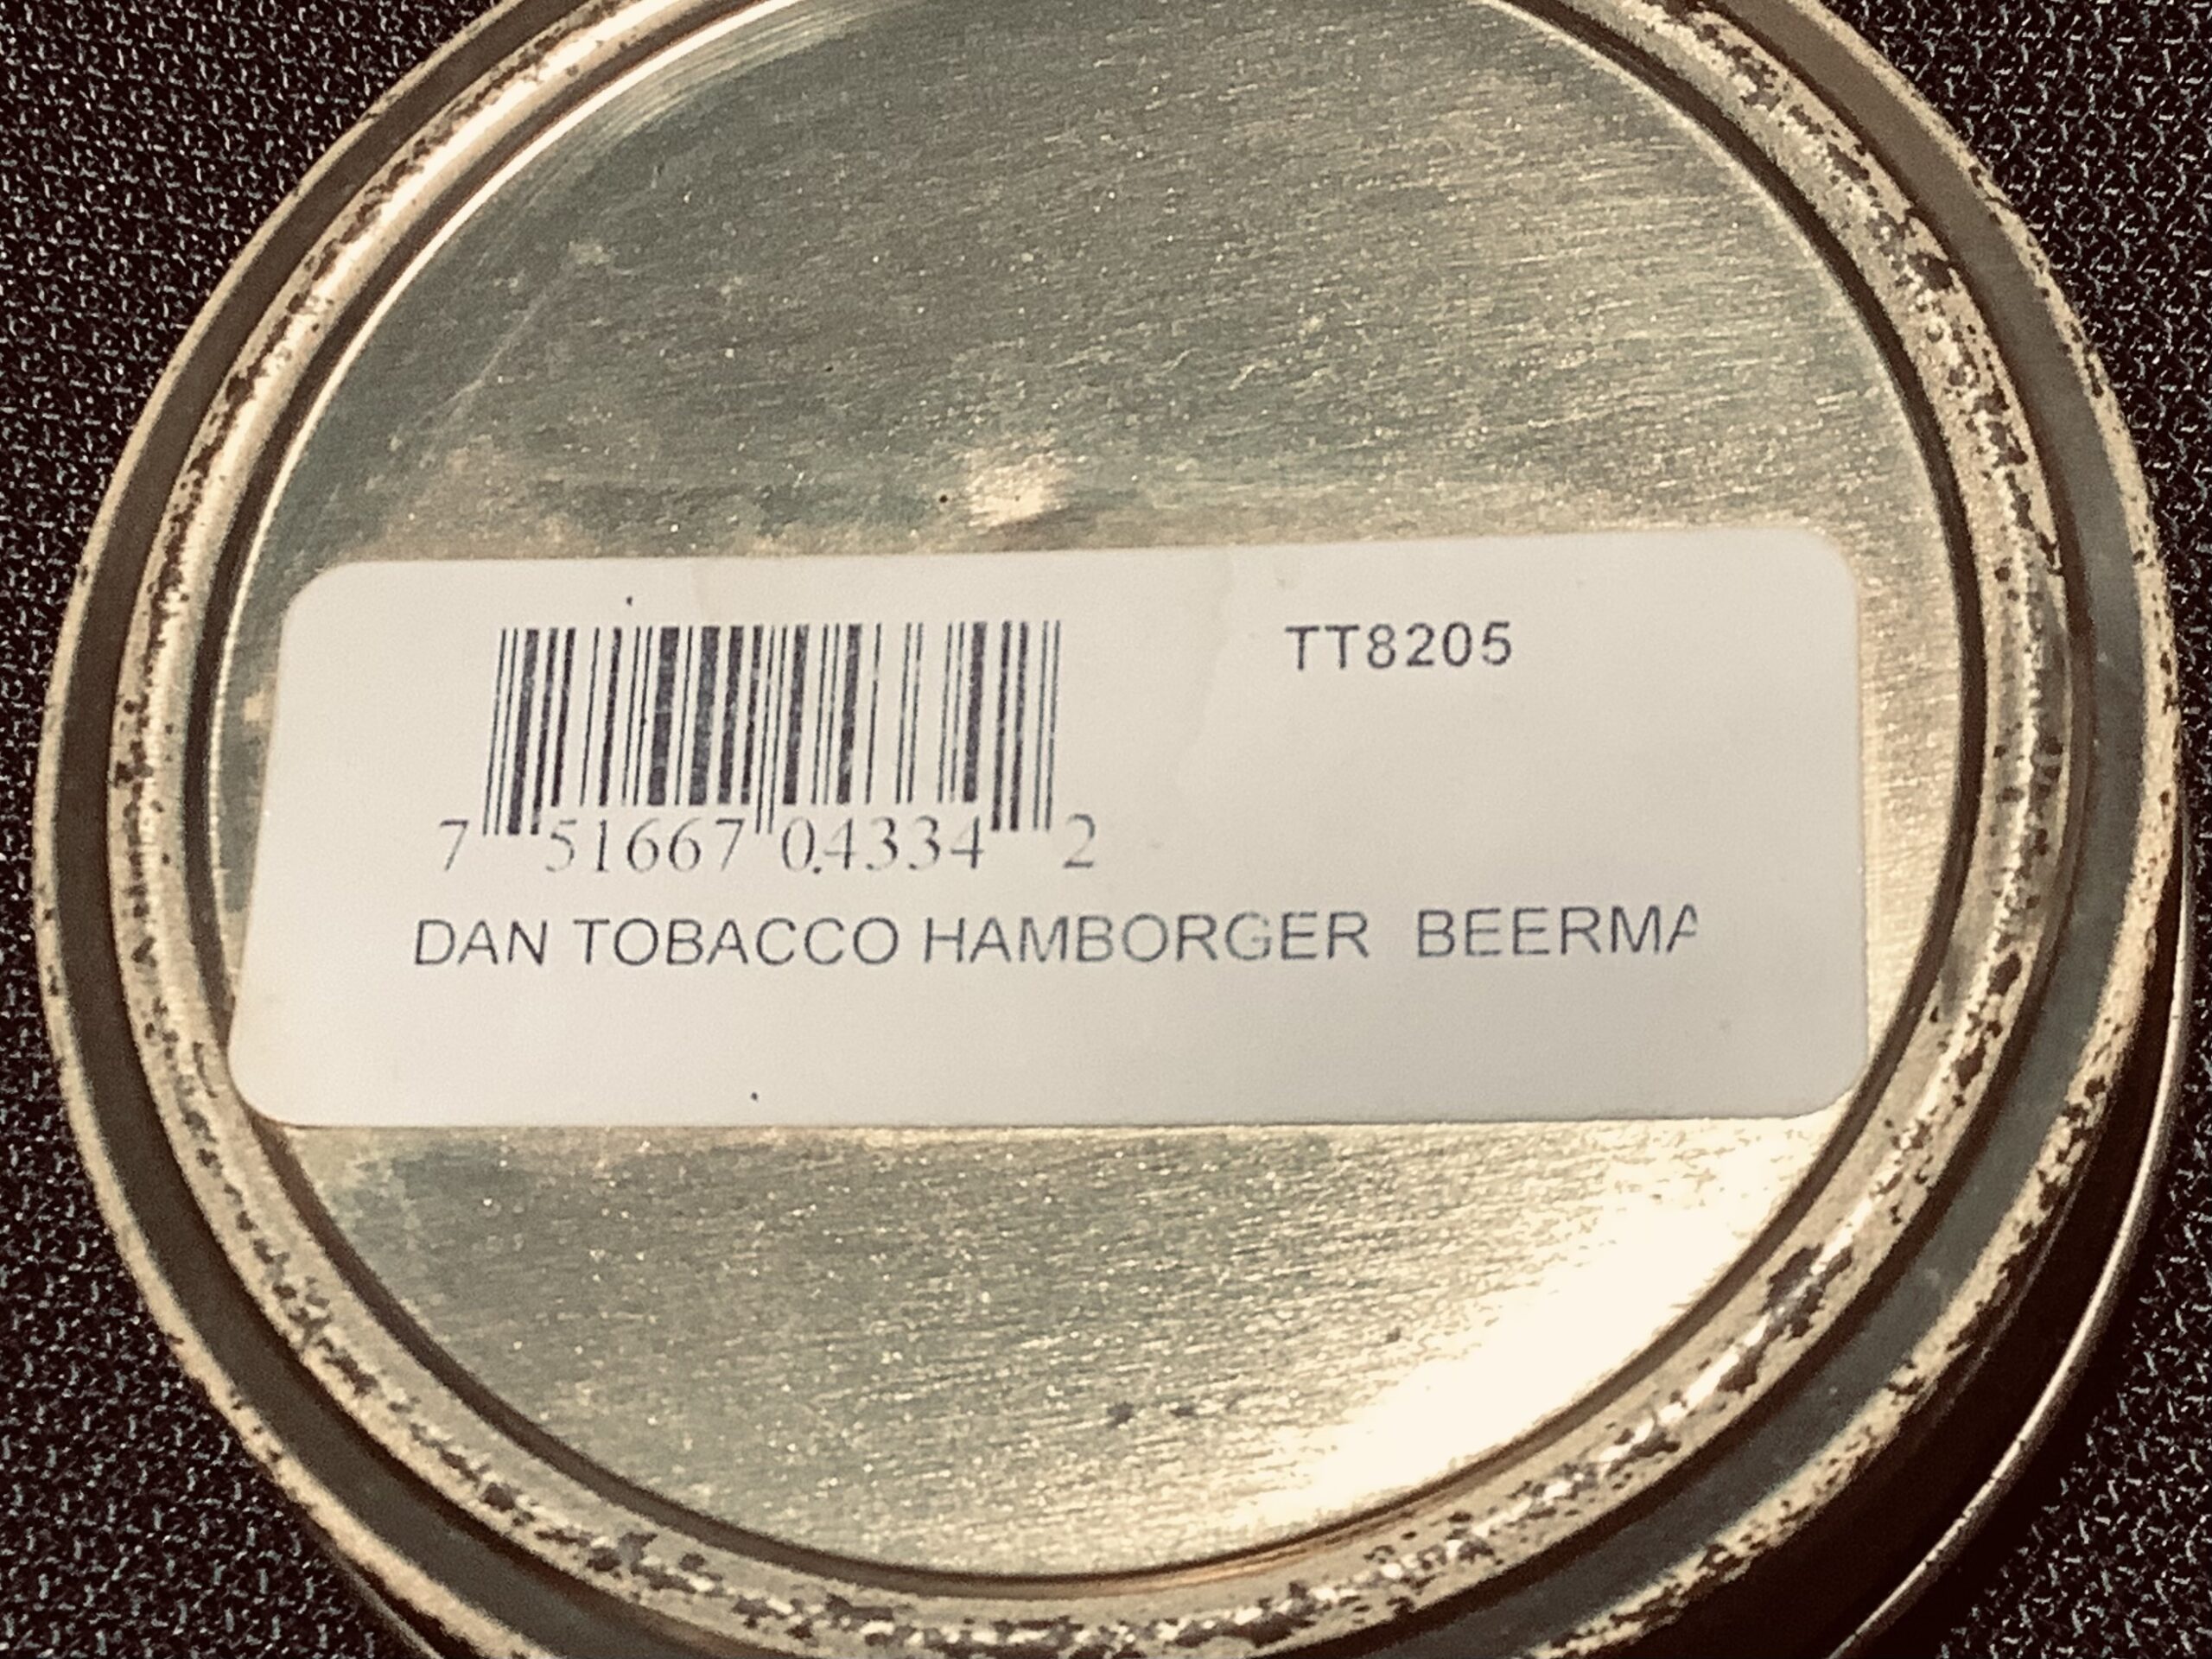 TT8205
7 51667 04334 2
DAN TOBACCO HAMBORGER BEERMA